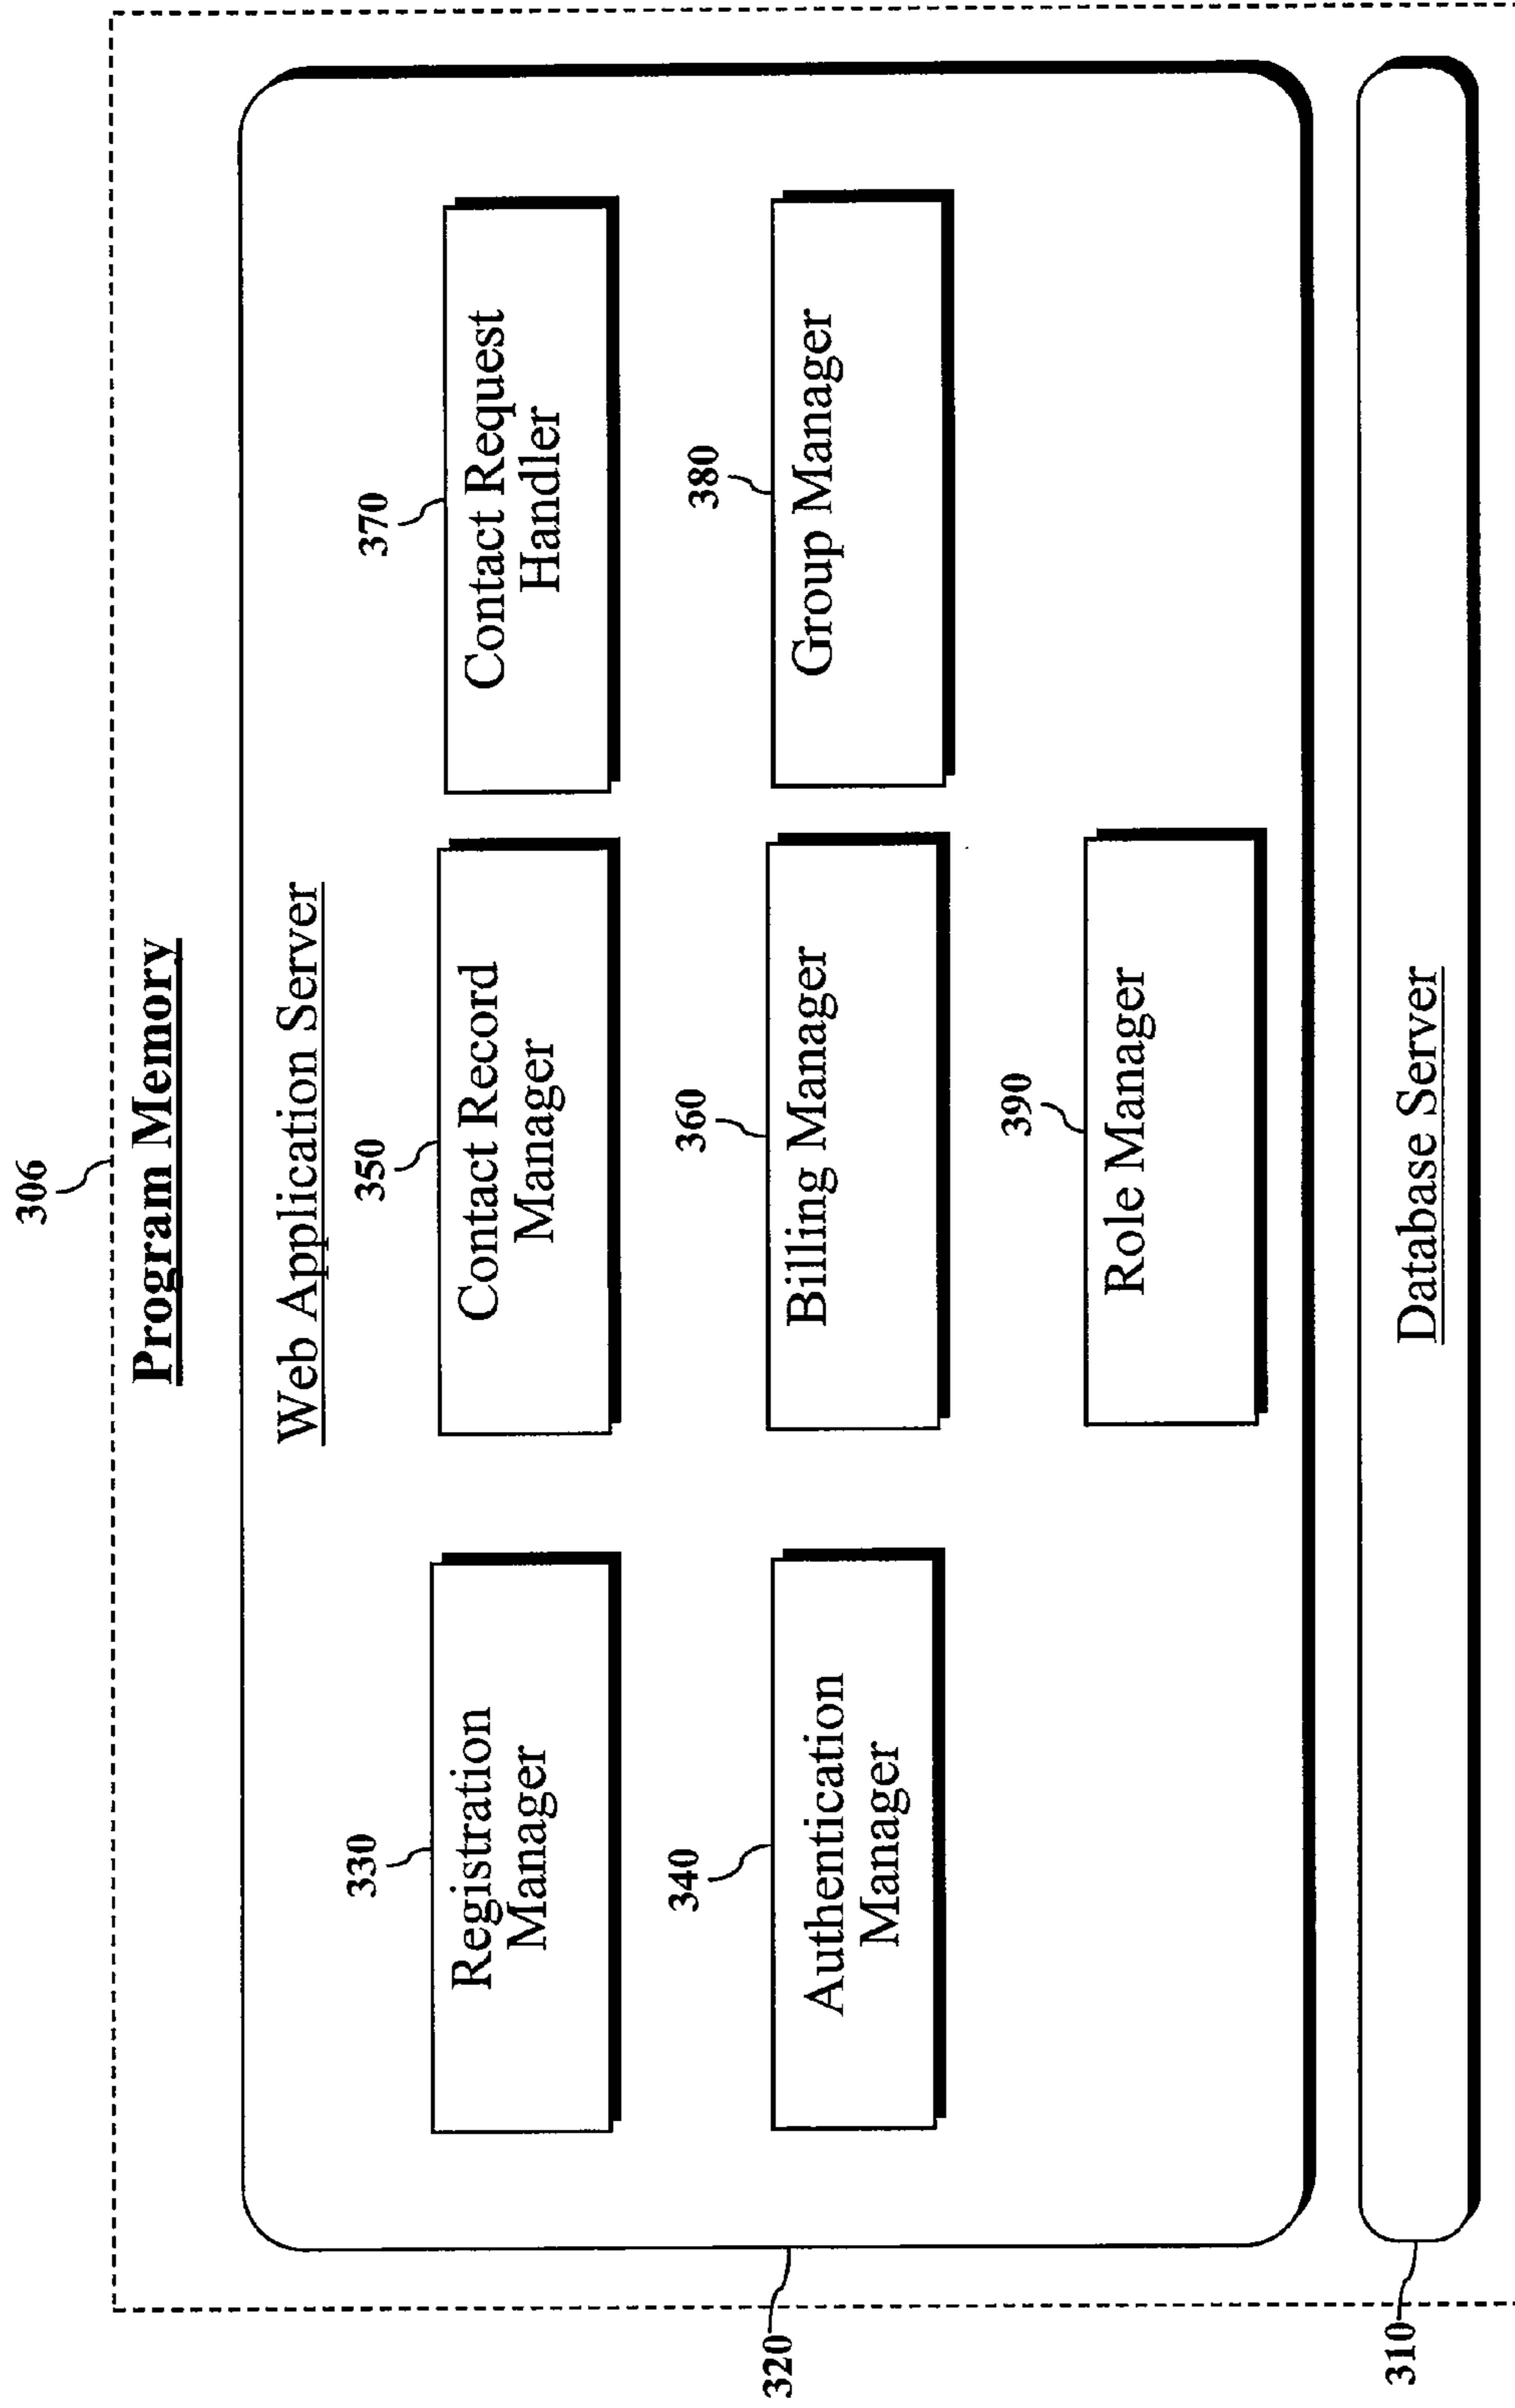 306
Program Memory
Web Application Server
330
Registration
Manager
350
Contact Record
Manager
370
Contact Request
Handler
340
Authentication
Manager
360
Billing Manager
380
Group Manager
390
Role Manager
320
Database Server
310